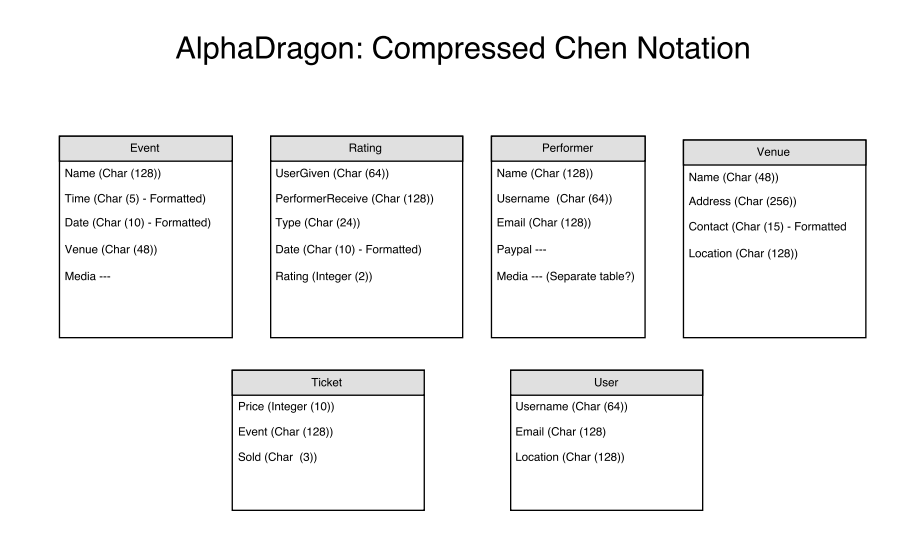 AlphaDragon: Compressed Chen Notation
Event
Name (Char (128))
Time (Char (5) - Formatted)
Date (Char (10) - Formatted)
Venue (Char (48))
Media ---
Rating
UserGiven (Char (64))
PerformerReceive (Char (128))
Type (Char (24))
Date (Char (10) - Formatted)
Rating (Integer (2))
Performer
Name (Char (128))
Username  (Char (64))
Email (Char (128))
Paypal ---
Media --- (Separate table?)
Venue
Name (Char (48))
Address (Char (256))
Contact (Char (15) - Formatted
Location (Char (128))
Ticket
Price (Integer (10))
Event (Char (128))
Sold (Char  (3))
User
Username (Char (64))
Email (Char (128)
Location (Char (128))